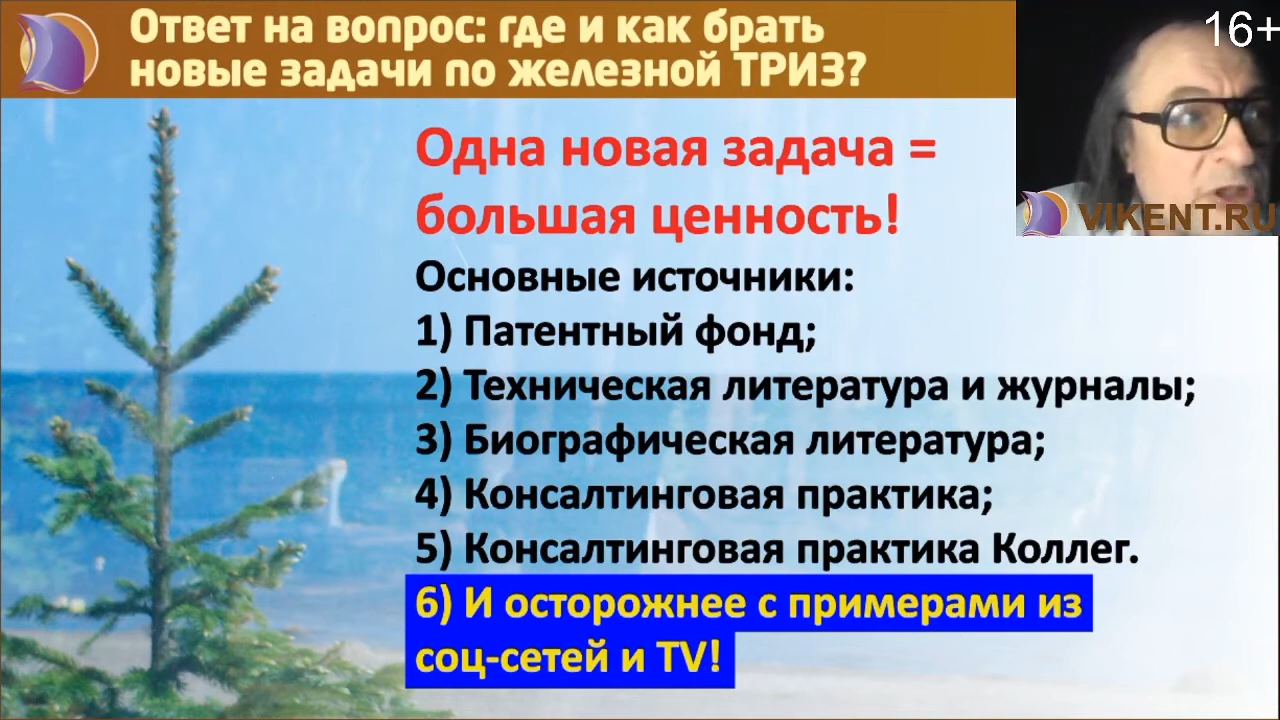 Ответ на вопрос: где и как брать
новые задачи по железной ТРИЗ?
16+
VIKENT.RU
Одна новая задача =
большая ценность!
Основные источники:
1) Патентный фонд;
2) Техническая литература и журналы;
3) Биографическая литература;
4) Консалтинговая практика;
5) Консалтинговая практика Коллег.
6) И осторожнее с примерами из
соц-сетей и TV!